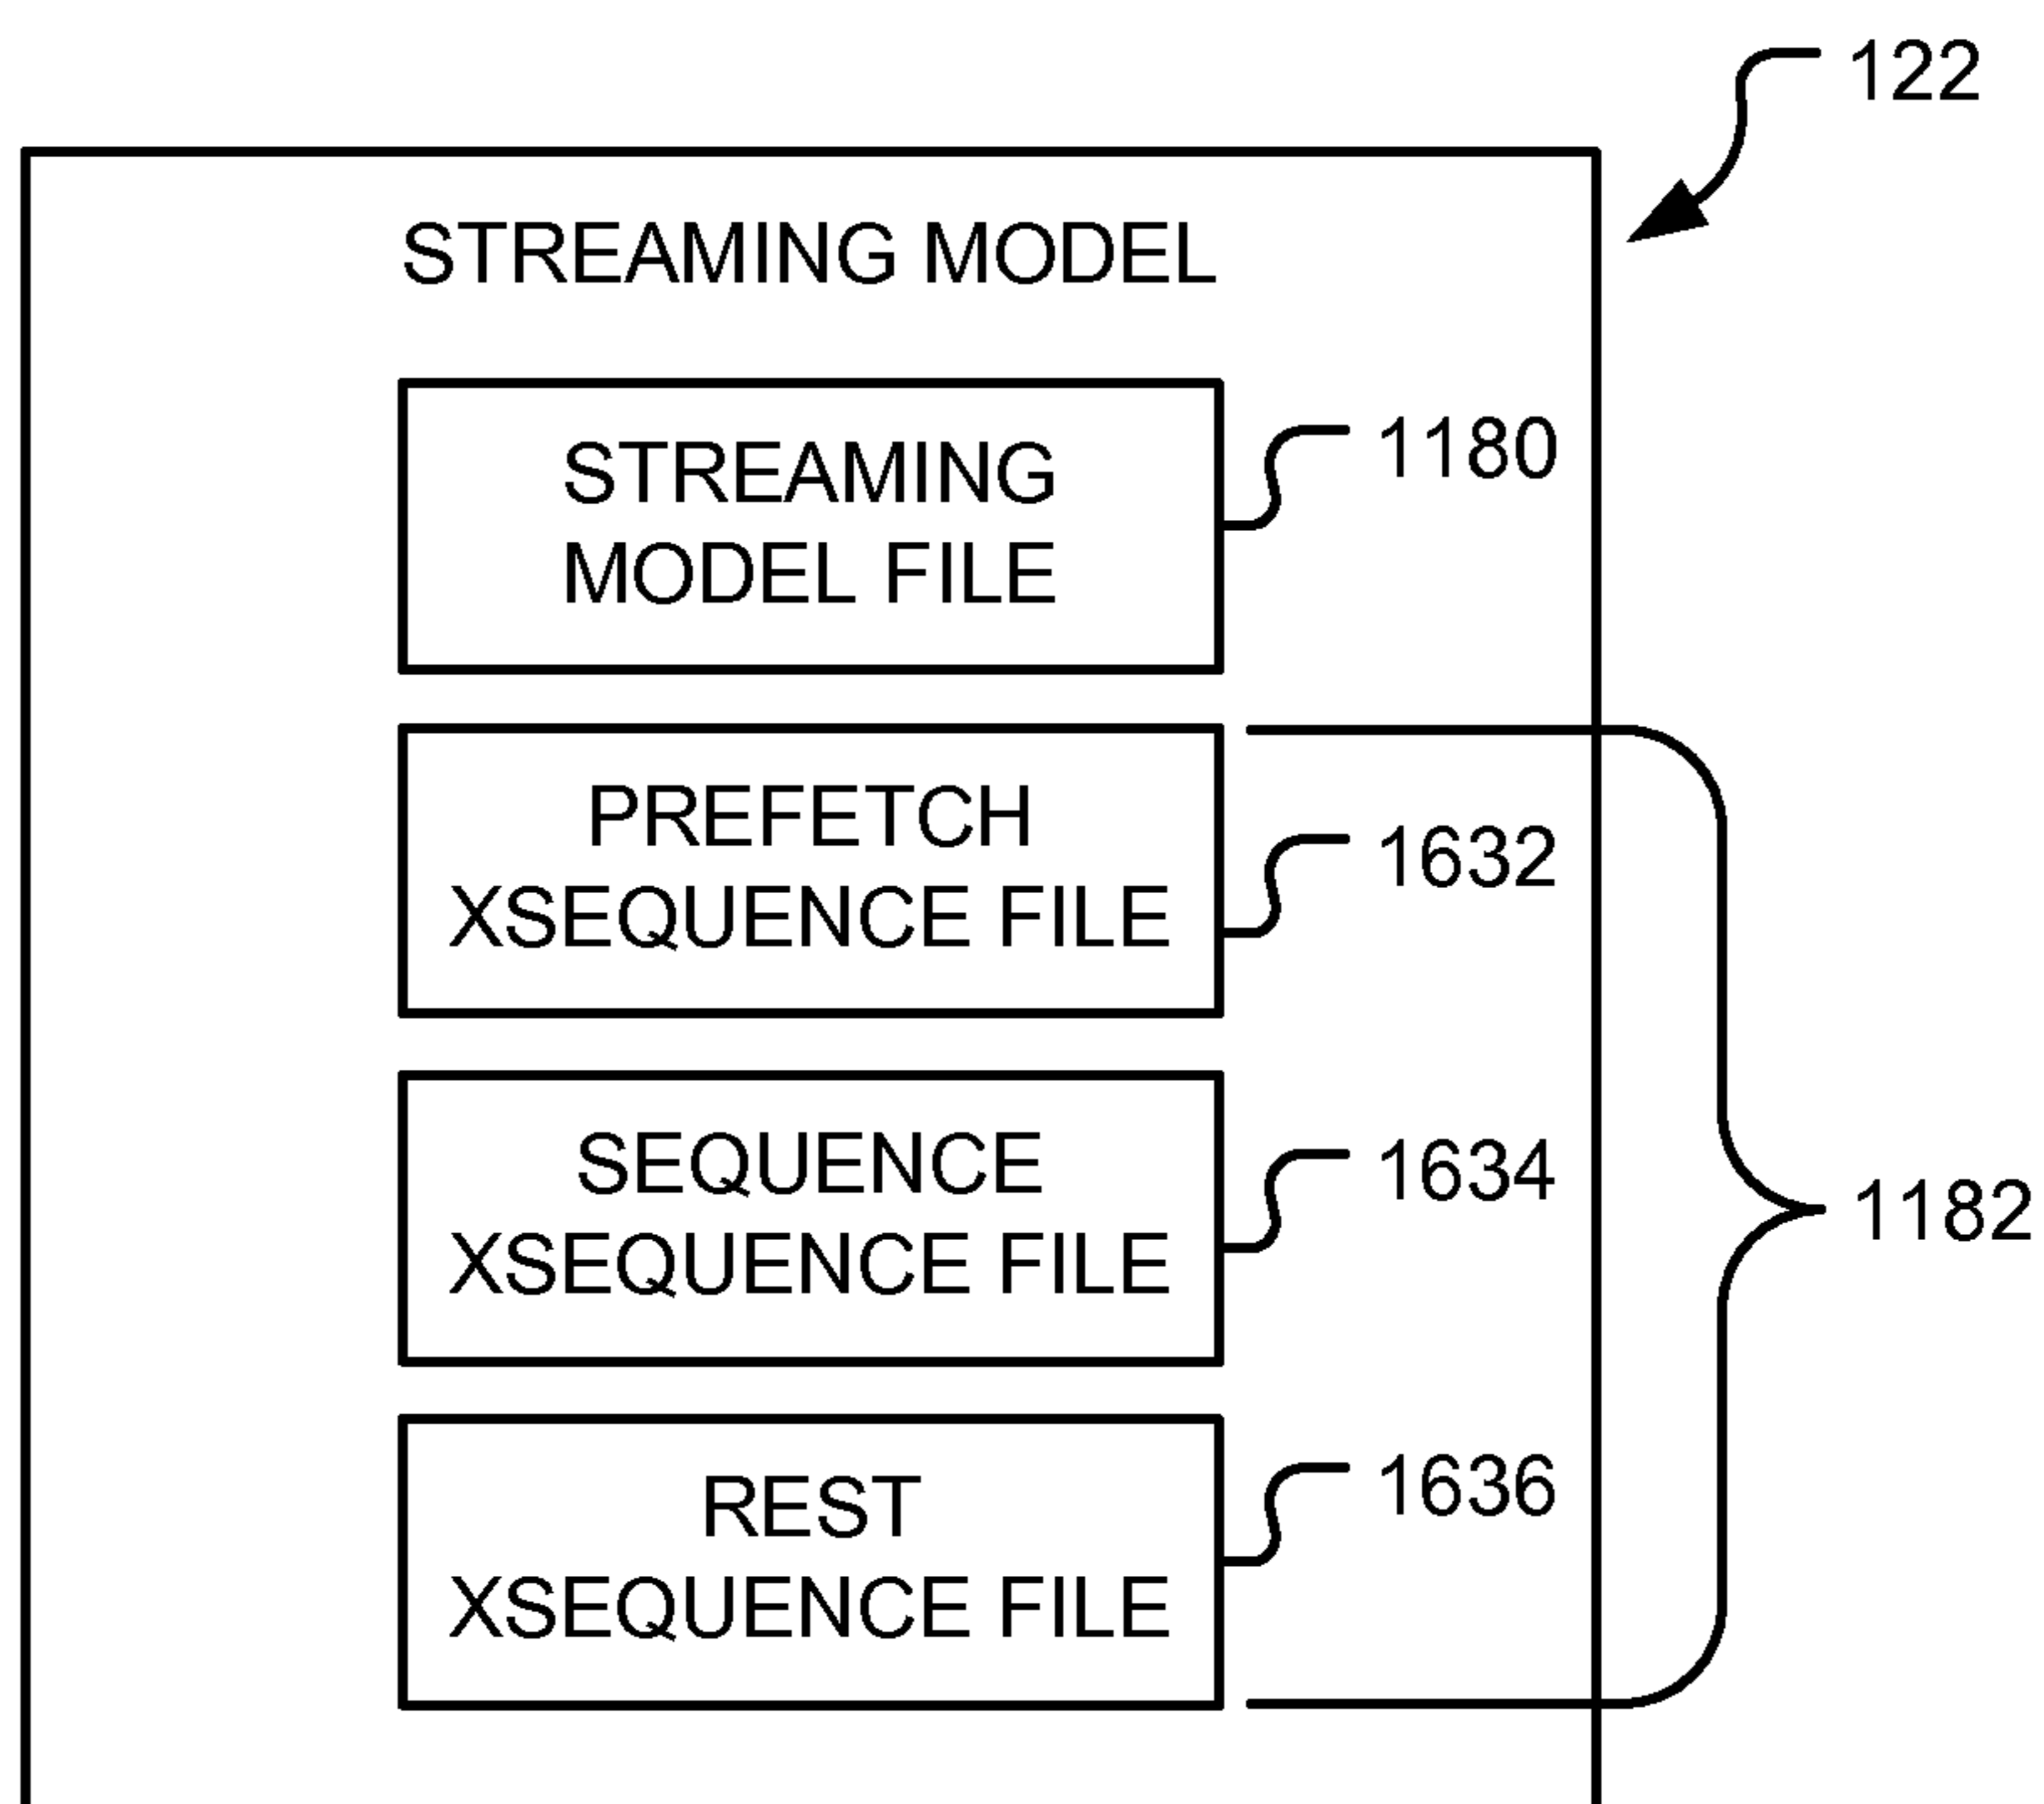 122
STREAMING MODEL
STREAMING
MODEL FILE
1180
PREFETCH
XSEQUENCE FILE
1632
SEQUENCE
XSEQUENCE FILE
1634
1182
REST
XSEQUENCE FILE
1636